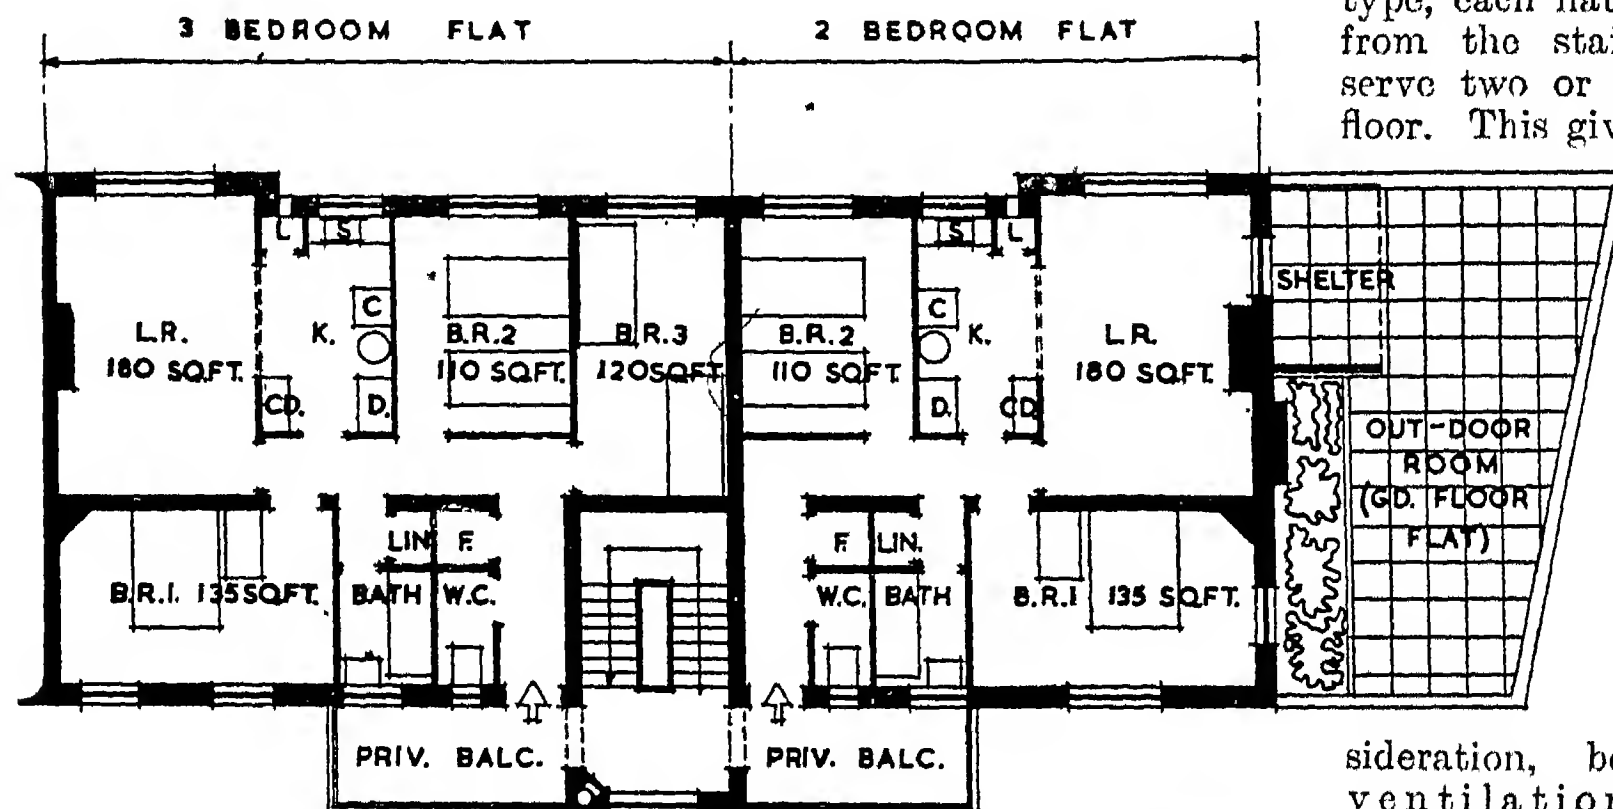 3 BEDROOM FLAT
2 BEDROOM FLAT
type, each flat
from the stai
serve two or
floor. This giv
L
S
S
L
SHELTER
C
C
L.R.
180 SQ.FT.
K.
B.R.2
110 SQ.FT.
B.R.3
120 SQ.FT.
B.R.2
110 SQ.FT.
K.
L.R.
180 SQ.FT.
CD.
D.
D.
CD.
OUT-DOOR
ROOM
(GD. FLOOR
FLAT)
LIN.
F.
F.
LIN.
B.R.1. 135 SQ.FT.
BATH
W.C.
W.C.
BATH
B.R.1 135 SQ.FT.
PRIV. BALC.
PRIV. BALC.
sideration, be
ventilation